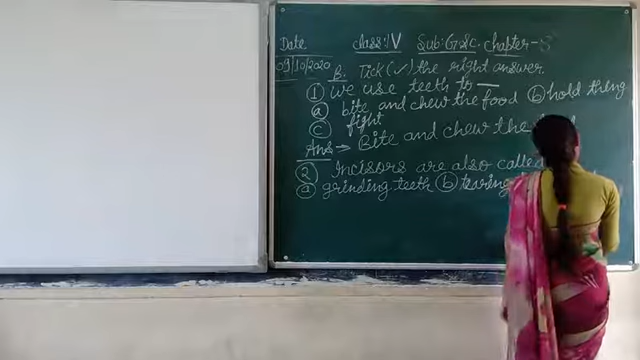 Date class:V Sub:G.Sc. chapter-
09/10/2020
B. Tick(✓) the right answer.
① we use teeth to —
ⓐ bite and chew the food ⓑ hold thing
ⓒ fight
Ans → Bite and chew the
② Incisors are also called
ⓐ grinding teeth ⓑ tearing